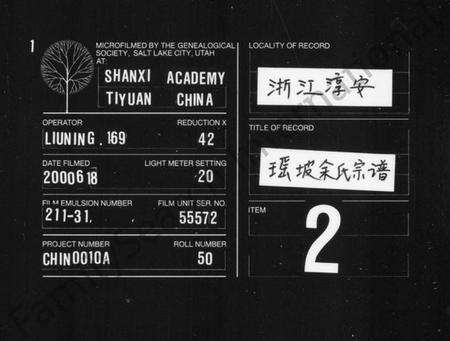 1
MICROFILMED BY THE GENEALOGICAL
SOCIETY, SALT LAKE CITY, UTAH
AT:
SHANXI ACADEMY
TIYUAN CHINA
OPERATOR
REDUCTION X
LIUNING. 169
42
DATE FILMED
LIGHT METER SETTING
2000618
20
FILM EMULSION NUMBER
FILM UNIT SER. NO.
211-31.
55572
PROJECT NUMBER
ROLL NUMBER
CHIN0010A
50
LOCALITY OF RECORD
浙江淳安
TITLE OF RECORD
瑶坡余氏宗谱
ITEM
2